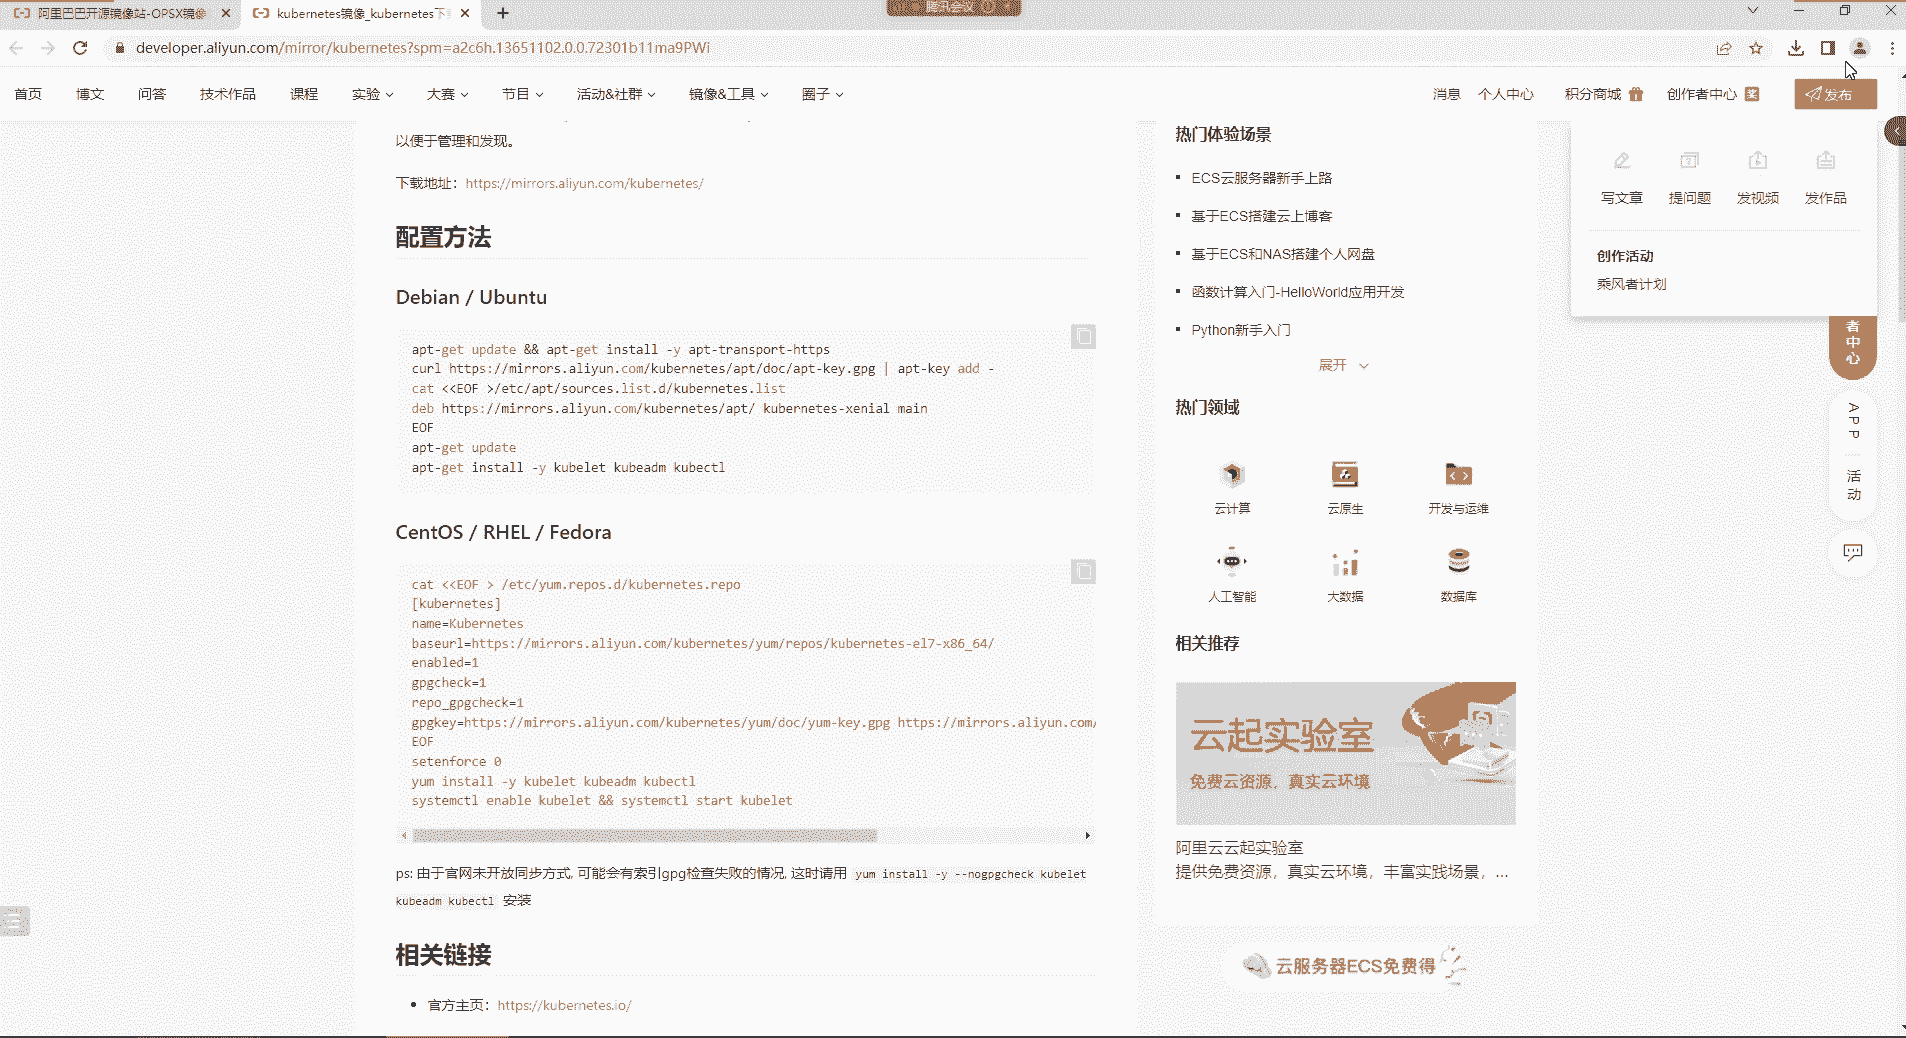 阿里巴巴开源镜像站-OPSX镜像
kubernetes镜像_kubernetes下
腾讯会议
developer.aliyun.com/mirror/kubernetes?spm=a2c6h.13651102.0.0.72301b11ma9PWi
首页 博文 问答 技术作品 课程 实验 大赛 节目 活动&社群 镜像&工具 圈子 消息 个人中心 积分商城 创作者中心 奖 发布
以便于管理和发现。
下载地址：https://mirrors.aliyun.com/kubernetes/
配置方法
Debian / Ubuntu
apt-get update && apt-get install -y apt-transport-https
curl https://mirrors.aliyun.com/kubernetes/apt/doc/apt-key.gpg | apt-key add -
cat <<EOF >/etc/apt/sources.list.d/kubernetes.list
deb https://mirrors.aliyun.com/kubernetes/apt/ kubernetes-xenial main
EOF
apt-get update
apt-get install -y kubelet kubeadm kubectl
CentOS / RHEL / Fedora
cat <<EOF > /etc/yum.repos.d/kubernetes.repo
[kubernetes]
name=Kubernetes
baseurl=https://mirrors.aliyun.com/kubernetes/yum/repos/kubernetes-el7-x86_64/
enabled=1
gpgcheck=1
repo_gpgcheck=1
gpgkey=https://mirrors.aliyun.com/kubernetes/yum/doc/yum-key.gpg https://mirrors.aliyun.com/
EOF
setenforce 0
yum install -y kubelet kubeadm kubectl
systemctl enable kubelet && systemctl start kubelet
ps: 由于官网未开放同步方式, 可能会有索引gpg检查失败的情况, 这时请用 yum install -y --nogpgcheck kubelet
kubeadm kubectl 安装
相关链接
官方主页：https://kubernetes.io/
热门体验场景
ECS云服务器新手上路
基于ECS搭建云上博客
基于ECS和NAS搭建个人网盘
函数计算入门-HelloWorld应用开发
Python新手入门
展开
热门领域
云计算 云原生 开发与运维
人工智能 大数据 数据库
相关推荐
云起实验室
免费云资源，真实云环境
阿里云云起实验室
提供免费资源，真实云环境，丰富实践场景，...
云服务器ECS免费得
写文章 提问题 发视频 发作品
创作活动
乘风者计划
者中心
APP
活动